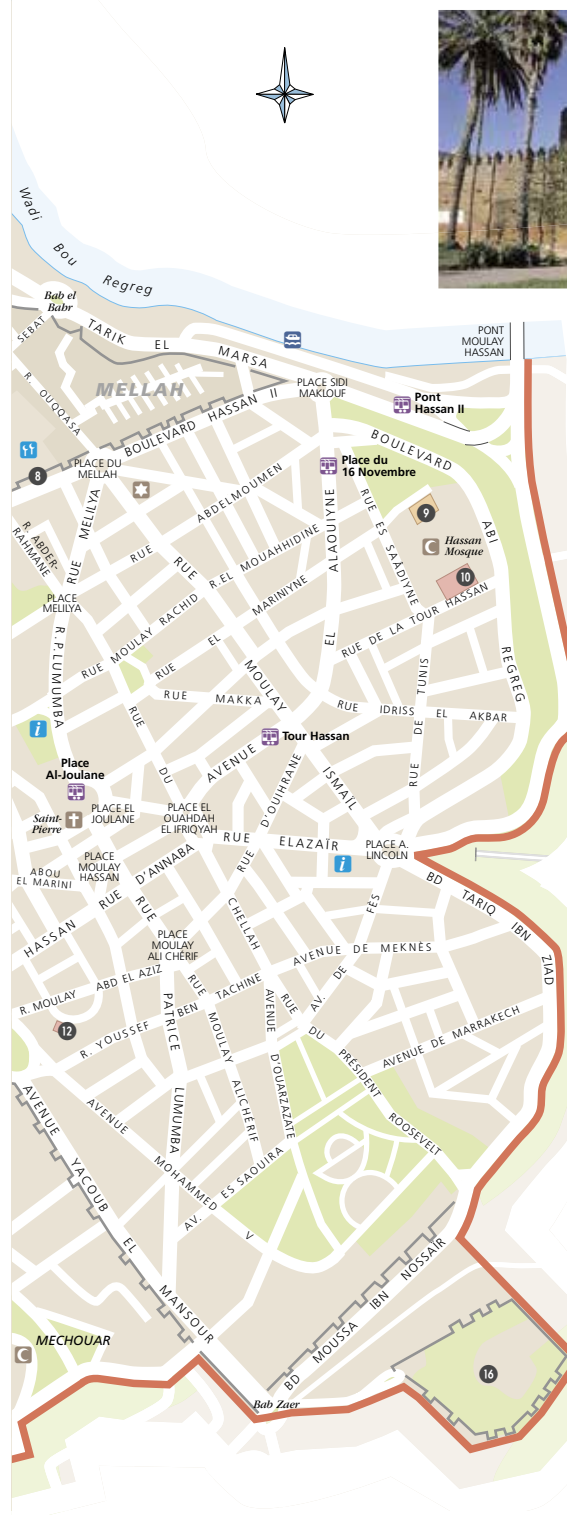 Wadi Bou Regreg
Bab el
Babr
SEBAT
TARIK EL MARSA
PONT
MOULAY
HASSAN
R. OUQQASA
MELLAH
BOULEVARD HASSAN II
PLACE SIDI
MAKLOUF
Pont
Hassan II
BOULEVARD ABI REGREG
PLACE DU
MELLAH
8
Place du
16 Novembre
9
Hassan
Mosque
10
R. ABDER-
RAHMANE
RUE MELILYA
RUE ABDELMOUMEN
RUE MOULAY ISMAÏL
EL ALAOUIYNE
RUE ES SAÂDIYNE
PLACE
MELILYA
RUE MOULAY RACHID
R.EL MOUAHHIDINE
RUE EL MARINIYNE
RUE DE LA TOUR HASSAN
R.P.LUMUMBA
RUE MAKKA
RUE IDRISS EL AKBAR
RUE DE TUNIS
i
RUE DU
AVENUE
Tour Hassan
Place
Al-Joulane
Saint-
Pierre
PLACE EL
JOULANE
PLACE EL
OUAHDAH
EL IFRIQYAH
RUE D'OUIHRANE
RUE ELAZAÏR
i
PLACE A.
LINCOLN
ABOU
EL MARINI
PLACE
MOULAY
HASSAN
HASSAN
RUE D'ANNABA
RUE
CHELLAH
BD TARIQ IBN ZIAD
PLACE
MOULAY
ALI CHÉRIF
AVENUE DE MEKNÈS
AV. DE FÈS
R. MOULAY ABD EL AZIZ
12
R. YOUSSEF BEN TACHINE
PATRICE LUMUMBA
RUE MOULAY ALICHÉRIF
AVENUE D'OUARZAZATE
RUE DU PRÉSIDENT ROOSEVELT
AVENUE DE MARRAKECH
AVENUE YACOUB EL MANSOUR
AVENUE MOHAMMED V
AV. ES SAOUIRA
BD MOUSSA IBN NOSSAÏR
MECHOUAR
16
Bab Zaer